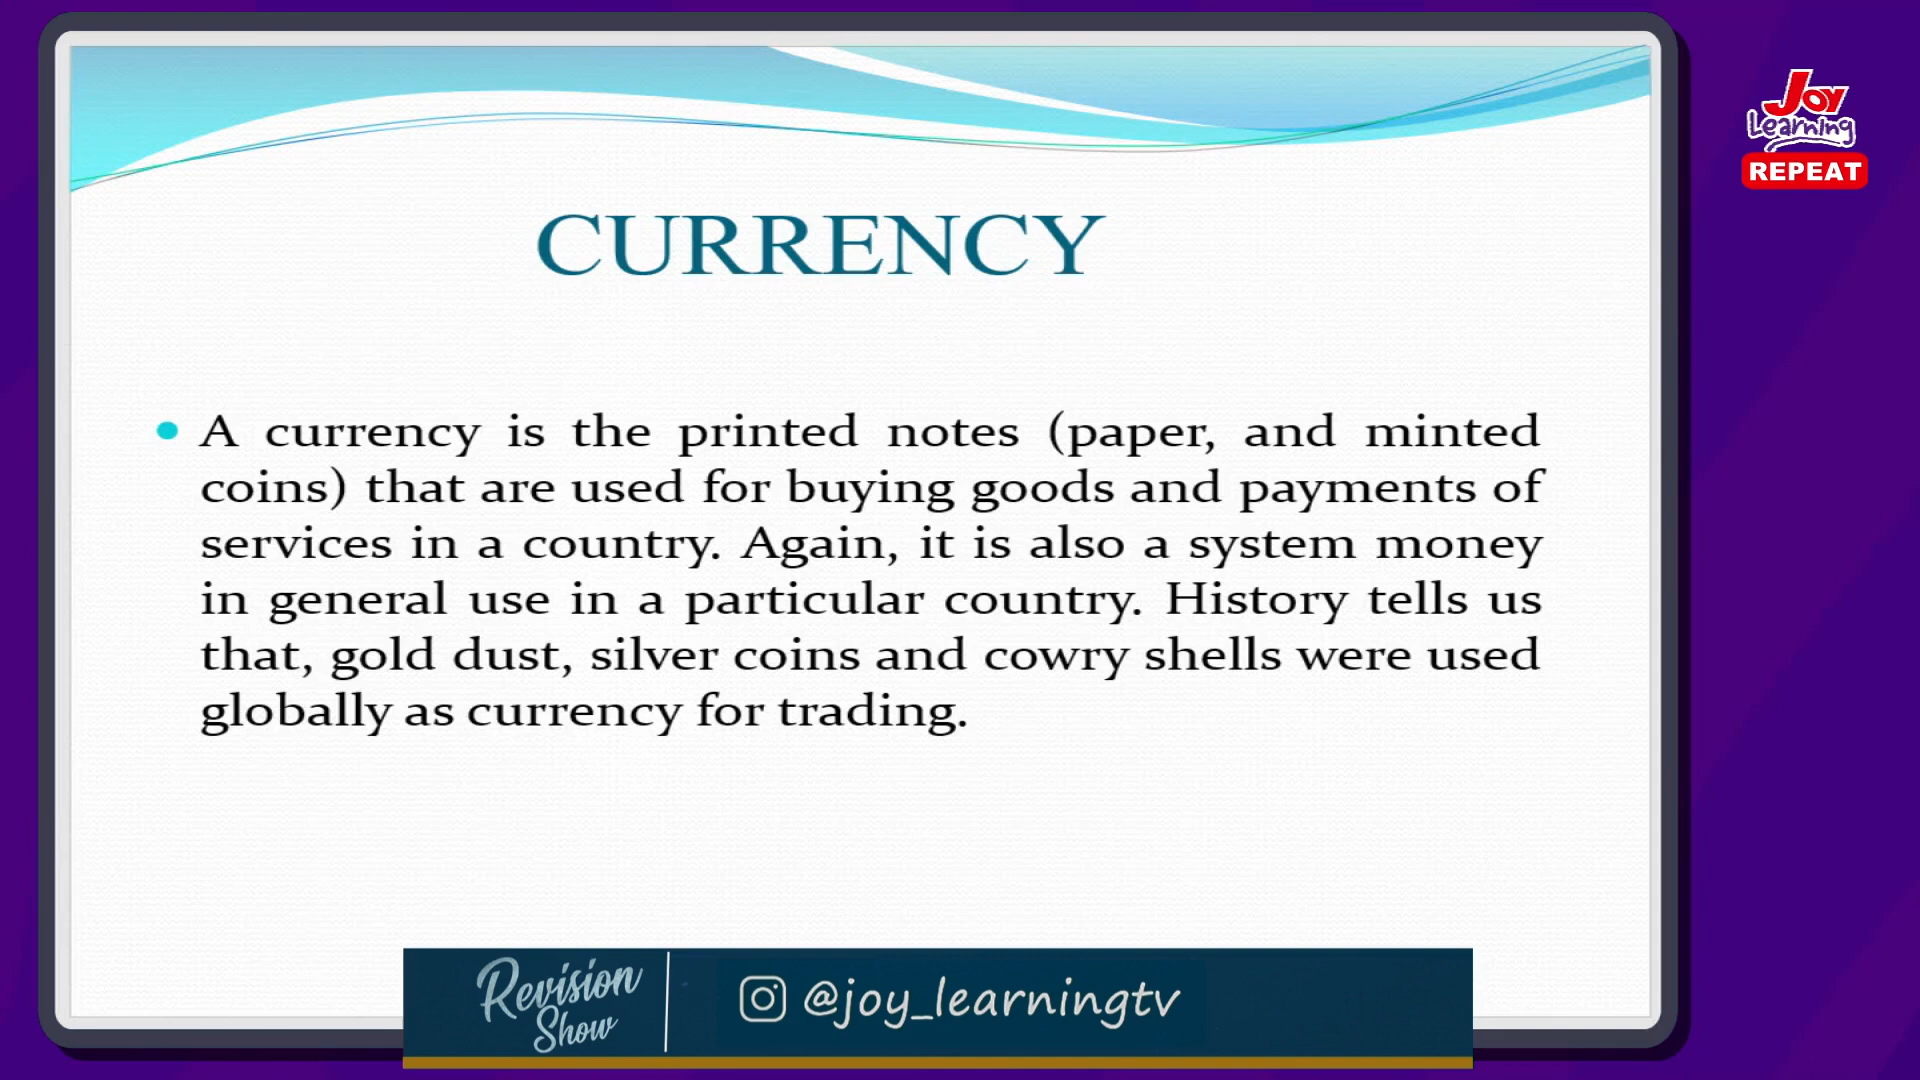 Joy
Learning
REPEAT
CURRENCY
• A currency is the printed notes (paper, and minted
coins) that are used for buying goods and payments of
services in a country. Again, it is also a system money
in general use in a particular country. History tells us
that, gold dust, silver coins and cowry shells were used
globally as currency for trading.
Revision
Show
@joy_learningtv